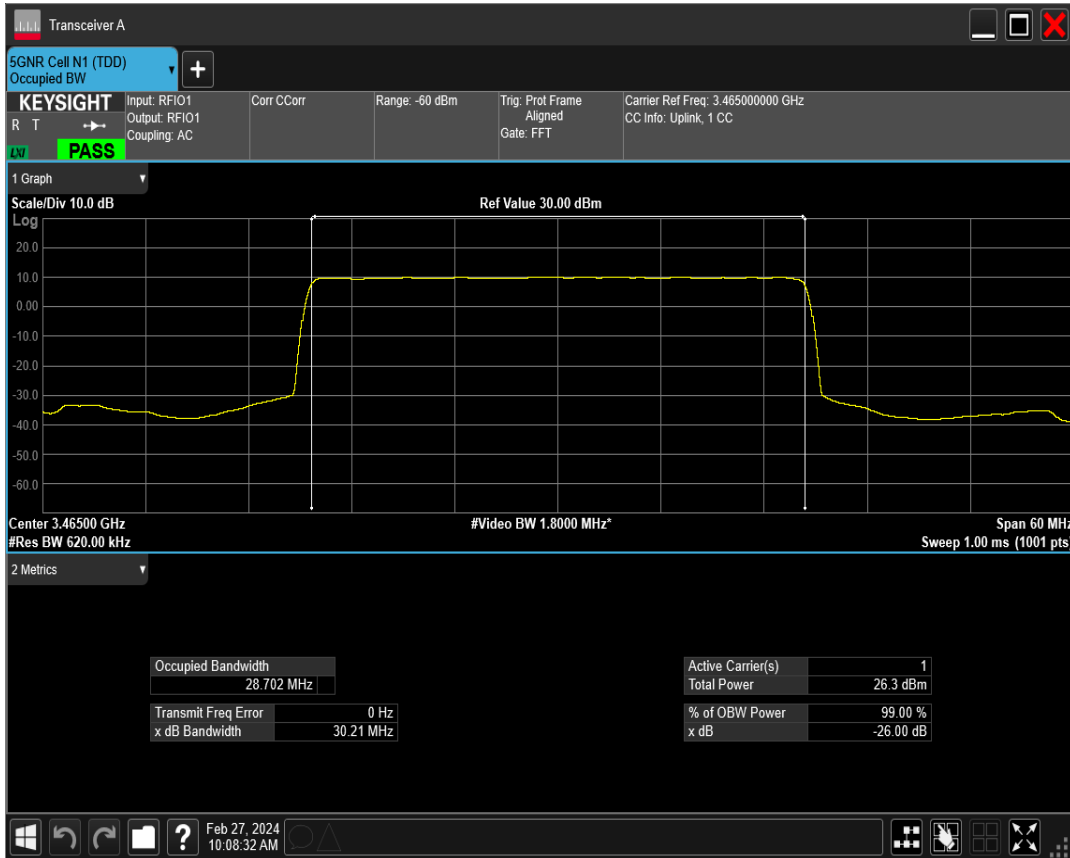 Transceiver A
5GNR Cell N1 (TDD)
Occupied BW
+
KEYSIGHT
R T
LXI
PASS
Input: RFIO1
Output: RFIO1
Coupling: AC
Corr CCorr
Range: -60 dBm
Trig: Prot Frame
Aligned
Gate: FFT
Carrier Ref Freq: 3.465000000 GHz
CC Info: Uplink, 1 CC
1 Graph
Scale/Div 10.0 dB
Ref Value 30.00 dBm
Log
20.0
10.0
0.00
-10.0
-20.0
-30.0
-40.0
-50.0
-60.0
Center 3.46500 GHz
#Video BW 1.8000 MHz*
Span 60 MHz
#Res BW 620.00 kHz
Sweep 1.00 ms (1001 pts)
2 Metrics
Occupied Bandwidth
28.702 MHz
Transmit Freq Error 0 Hz
x dB Bandwidth 30.21 MHz
Active Carrier(s) 1
Total Power 26.3 dBm
% of OBW Power 99.00 %
x dB -26.00 dB
?
Feb 27, 2024
10:08:32 AM